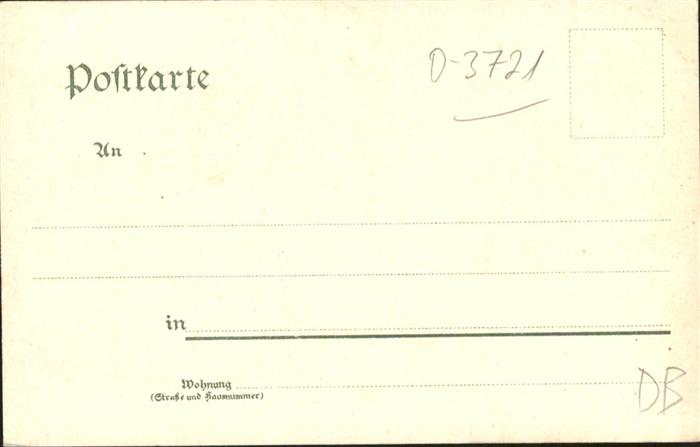 Postkarte
D-3721
An
in
Wohnung
(Straße und Hausnummer)
DB